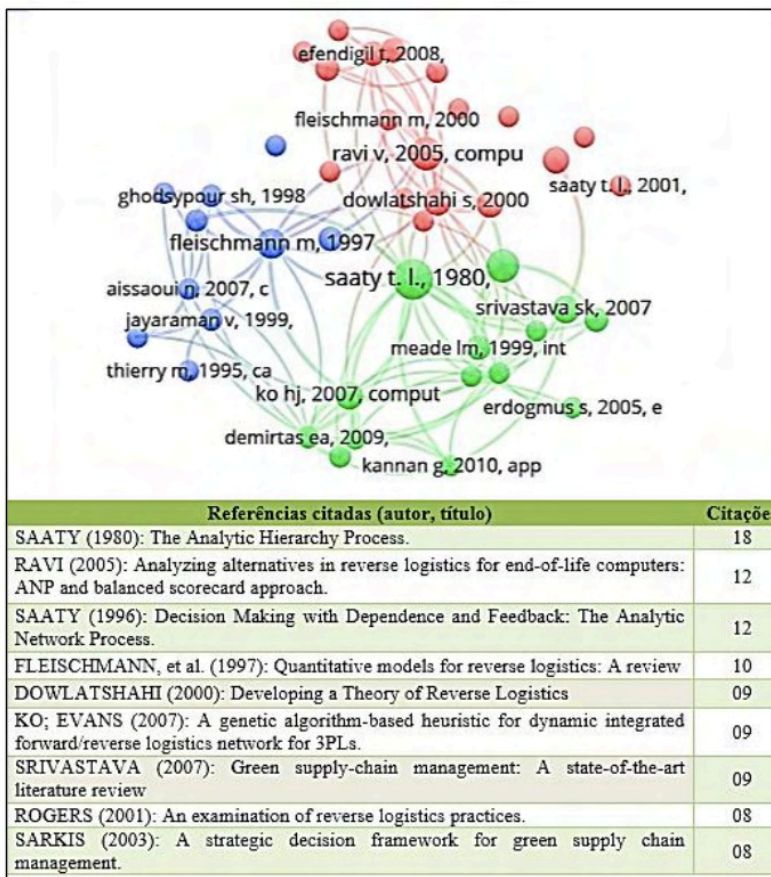 efendigil t, 2008,
fleischmann m, 2000
ravi v, 2005, compu
saaty t. l., 2001,
ghodsypour sh, 1998
dowlatshahi s, 2000
fleischmann m, 1997
saaty t. l., 1980,
aissaoui n, 2007, c
srivastava sk, 2007
jayaraman v, 1999,
meade lm, 1999, int
thierry m, 1995, ca
ko hj, 2007, comput
erdogmus s, 2005, e
demirtas ea, 2009,
kannan g, 2010, app
Referências citadas (autor, título) Citaçõe
SAATY (1980): The Analytic Hierarchy Process. 18
RAVI (2005): Analyzing alternatives in reverse logistics for end-of-life computers:
ANP and balanced scorecard approach. 12
SAATY (1996): Decision Making with Dependence and Feedback: The Analytic
Network Process. 12
FLEISCHMANN, et al. (1997): Quantitative models for reverse logistics: A review 10
DOWLATSHAHI (2000): Developing a Theory of Reverse Logistics 09
KO; EVANS (2007): A genetic algorithm-based heuristic for dynamic integrated
forward/reverse logistics network for 3PLs. 09
SRIVASTAVA (2007): Green supply-chain management: A state-of-the-art
literature review 09
ROGERS (2001): An examination of reverse logistics practices. 08
SARKIS (2003): A strategic decision framework for green supply chain
management. 08